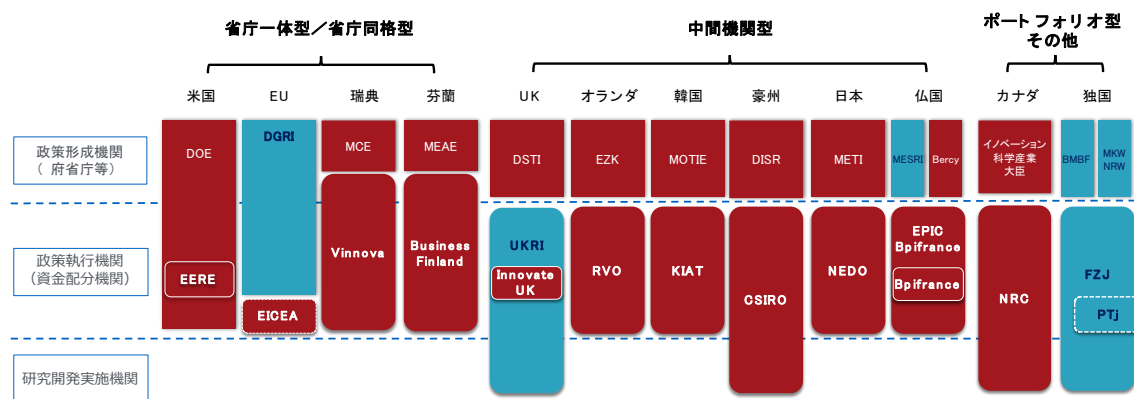 省庁一体型／省庁同格型
中間機関型
ポートフォリオ型
その他
米国
EU
瑞典
芬蘭
UK
オランダ
韓国
豪州
日本
仏国
カナダ
独国
政策形成機関
（ 府省庁等）
DOE
DGRI
MCE
MEAE
DSTI
EZK
MOTIE
DISR
METI
MESRI
Bercy
イノベーション
科学産業
大臣
BMBF
MKW
NRW
政策執行機関
（資金配分機関）
EERE
EICEA
Vinnova
Business
Finland
UKRI
Innovate
UK
RVO
KIAT
CSIRO
NEDO
EPIC
Bpifrance
Bpifrance
NRC
FZJ
PTj
研究開発実施機関